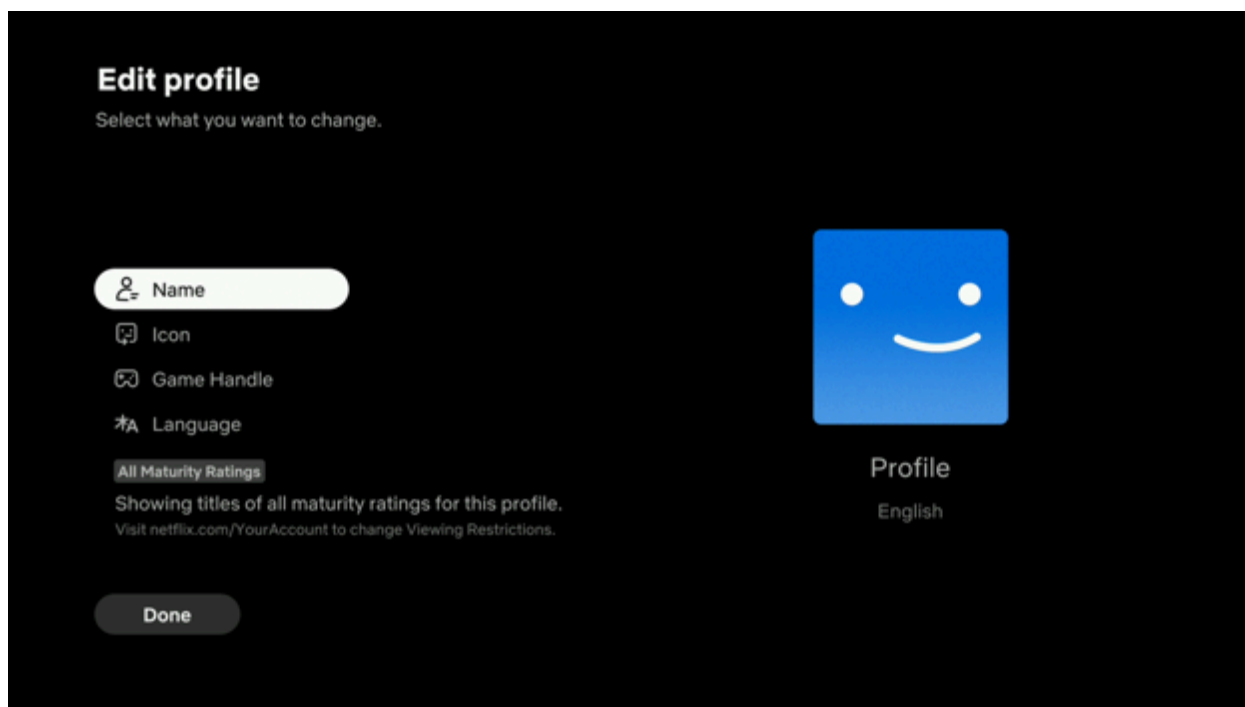 Edit profile
Select what you want to change.
Name
Icon
Game Handle
Language
All Maturity Ratings
Showing titles of all maturity ratings for this profile.
Visit netflix.com/YourAccount to change Viewing Restrictions.
Done
Profile
English